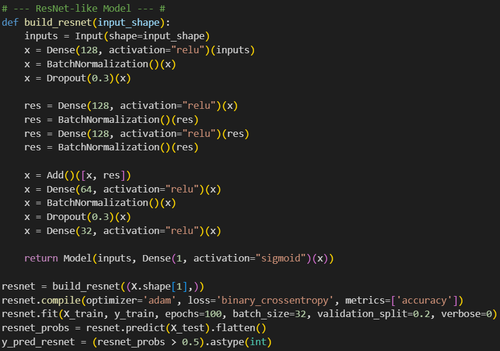 # --- ResNet-like Model --- #
def build_resnet(input_shape):
    inputs = Input(shape=input_shape)
    x = Dense(128, activation="relu")(inputs)
    x = BatchNormalization()(x)
    x = Dropout(0.3)(x)

    res = Dense(128, activation="relu")(x)
    res = BatchNormalization()(res)
    res = Dense(128, activation="relu")(res)
    res = BatchNormalization()(res)

    x = Add()([x, res])
    x = Dense(64, activation="relu")(x)
    x = BatchNormalization()(x)
    x = Dropout(0.3)(x)
    x = Dense(32, activation="relu")(x)

    return Model(inputs, Dense(1, activation="sigmoid")(x))

resnet = build_resnet((X.shape[1],))
resnet.compile(optimizer='adam', loss='binary_crossentropy', metrics=['accuracy'])
resnet.fit(X_train, y_train, epochs=100, batch_size=32, validation_split=0.2, verbose=0)
resnet_probs = resnet.predict(X_test).flatten()
y_pred_resnet = (resnet_probs > 0.5).astype(int)